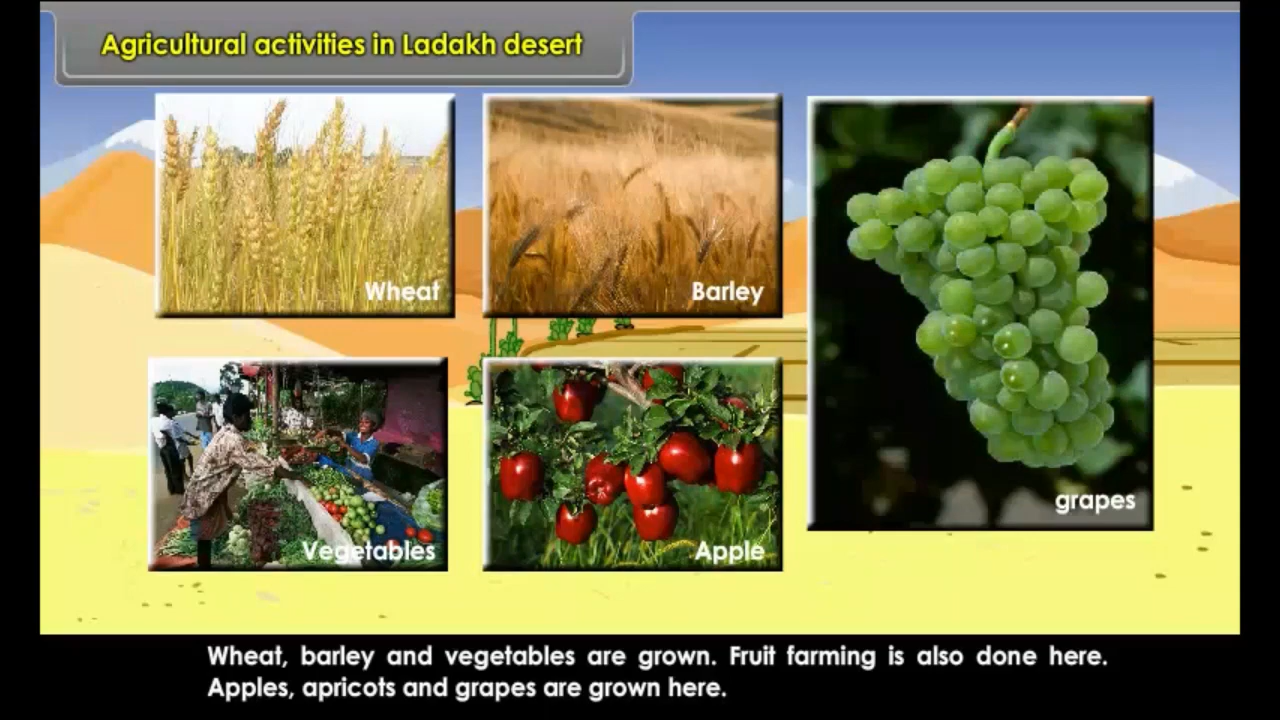 Agricultural activities in Ladakh desert
Wheat
Barley
grapes
Vegetables
Apple
Wheat, barley and vegetables are grown. Fruit farming is also done here.
Apples, apricots and grapes are grown here.